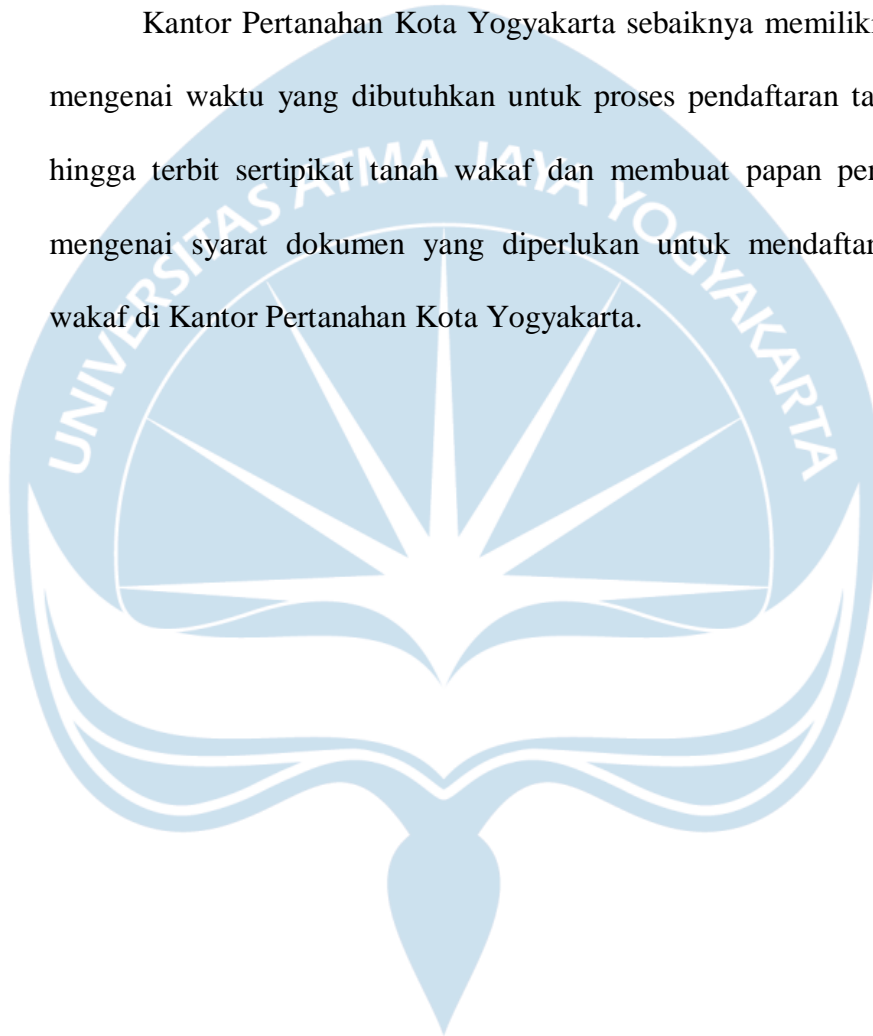 Kantor Pertanahan Kota Yogyakarta sebaiknya memiliki
mengenai waktu yang dibutuhkan untuk proses pendaftaran ta
hingga terbit sertipikat tanah wakaf dan membuat papan per
mengenai syarat dokumen yang diperlukan untuk mendaftar
wakaf di Kantor Pertanahan Kota Yogyakarta.
UNIVERSITAS ATMA JAYA YOGYAKARTA